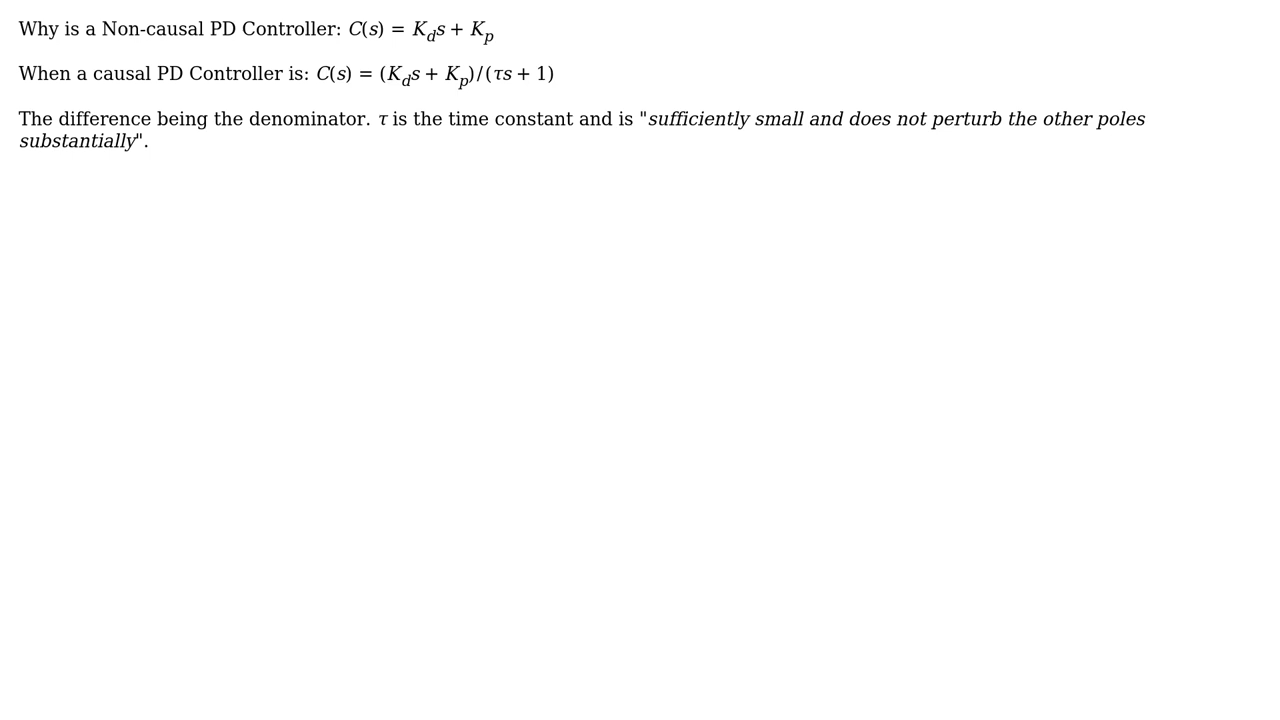 Why is a Non-causal PD Controller: C(s) = K_d s + K_p
When a causal PD Controller is: C(s) = (K_d s + K_p)/(τs + 1)
The difference being the denominator. τ is the time constant and is "sufficiently small and does not perturb the other poles
substantially".